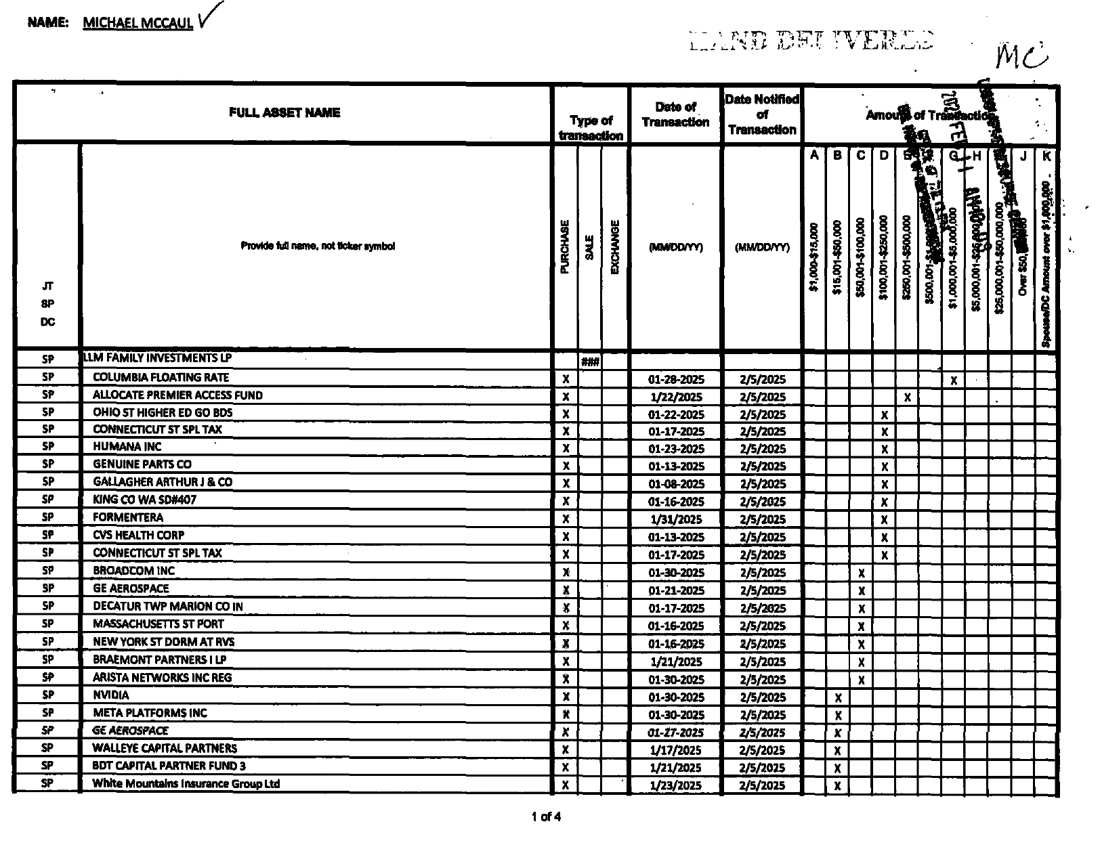 NAME: MICHAEL MCCAUL
HAND DELIVERED
MC
FULL ASSET NAME
Type of transaction
Date of Transaction
Date Notified of Transaction
Amount of Transaction
JT
SP
DC
Provide full name, not ticker symbol
PURCHASE
SALE
EXCHANGE
(MM/DD/YY)
(MM/DD/YY)
A B C D E G H J K
$1,000-$15,000
$15,001-$50,000
$50,001-$100,000
$100,001-$250,000
$250,001-$500,000
$1,000,001-$5,000,000
$25,000,001-$50,000,000
Spouse/DC Amount over $1,000,000
SP LLM FAMILY INVESTMENTS LP ###
SP COLUMBIA FLOATING RATE X 01-28-2025 2/5/2025 X
SP ALLOCATE PREMIER ACCESS FUND X 1/22/2025 2/5/2025 X
SP OHIO ST HIGHER ED GO BDS X 01-22-2025 2/5/2025 X
SP CONNECTICUT ST SPL TAX X 01-17-2025 2/5/2025 X
SP HUMANA INC X 01-23-2025 2/5/2025 X
SP GENUINE PARTS CO X 01-13-2025 2/5/2025 X
SP GALLAGHER ARTHUR J & CO X 01-08-2025 2/5/2025 X
SP KING CO WA SD#407 X 01-16-2025 2/5/2025 X
SP FORMENTERA X 1/31/2025 2/5/2025 X
SP CVS HEALTH CORP X 01-13-2025 2/5/2025 X
SP CONNECTICUT ST SPL TAX X 01-17-2025 2/5/2025 X
SP BROADCOM INC X 01-30-2025 2/5/2025 X
SP GE AEROSPACE X 01-21-2025 2/5/2025 X
SP DECATUR TWP MARION CO IN X 01-17-2025 2/5/2025 X
SP MASSACHUSETTS ST PORT X 01-16-2025 2/5/2025 X
SP NEW YORK ST DORM AT RVS X 01-16-2025 2/5/2025 X
SP BRAEMONT PARTNERS I LP X 1/21/2025 2/5/2025 X
SP ARISTA NETWORKS INC REG X 01-30-2025 2/5/2025 X
SP NVIDIA X 01-30-2025 2/5/2025 X
SP META PLATFORMS INC X 01-30-2025 2/5/2025 X
SP GE AEROSPACE X 01-27-2025 2/5/2025 X
SP WALLEYE CAPITAL PARTNERS X 1/17/2025 2/5/2025 X
SP BDT CAPITAL PARTNER FUND 3 X 1/21/2025 2/5/2025 X
SP White Mountains Insurance Group Ltd X 1/23/2025 2/5/2025 X
1 of 4